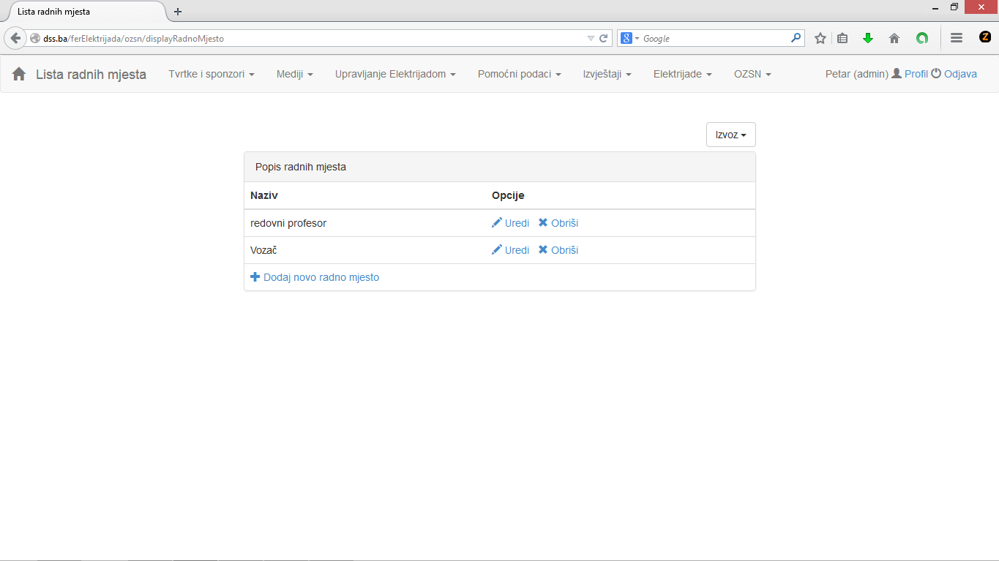 Lista radnih mjesta
dss.ba/ferElektrijada/ozsn/displayRadnoMjesto
Google
Lista radnih mjesta Tvrtke i sponzori Mediji Upravljanje Elektrijadom Pomoćni podaci Izvještaji Elektrijade OZSN Petar (admin) Profil Odjava
Izvoz
Popis radnih mjesta
Naziv Opcije
redovni profesor Uredi Obriši
Vozač Uredi Obriši
Dodaj novo radno mjesto